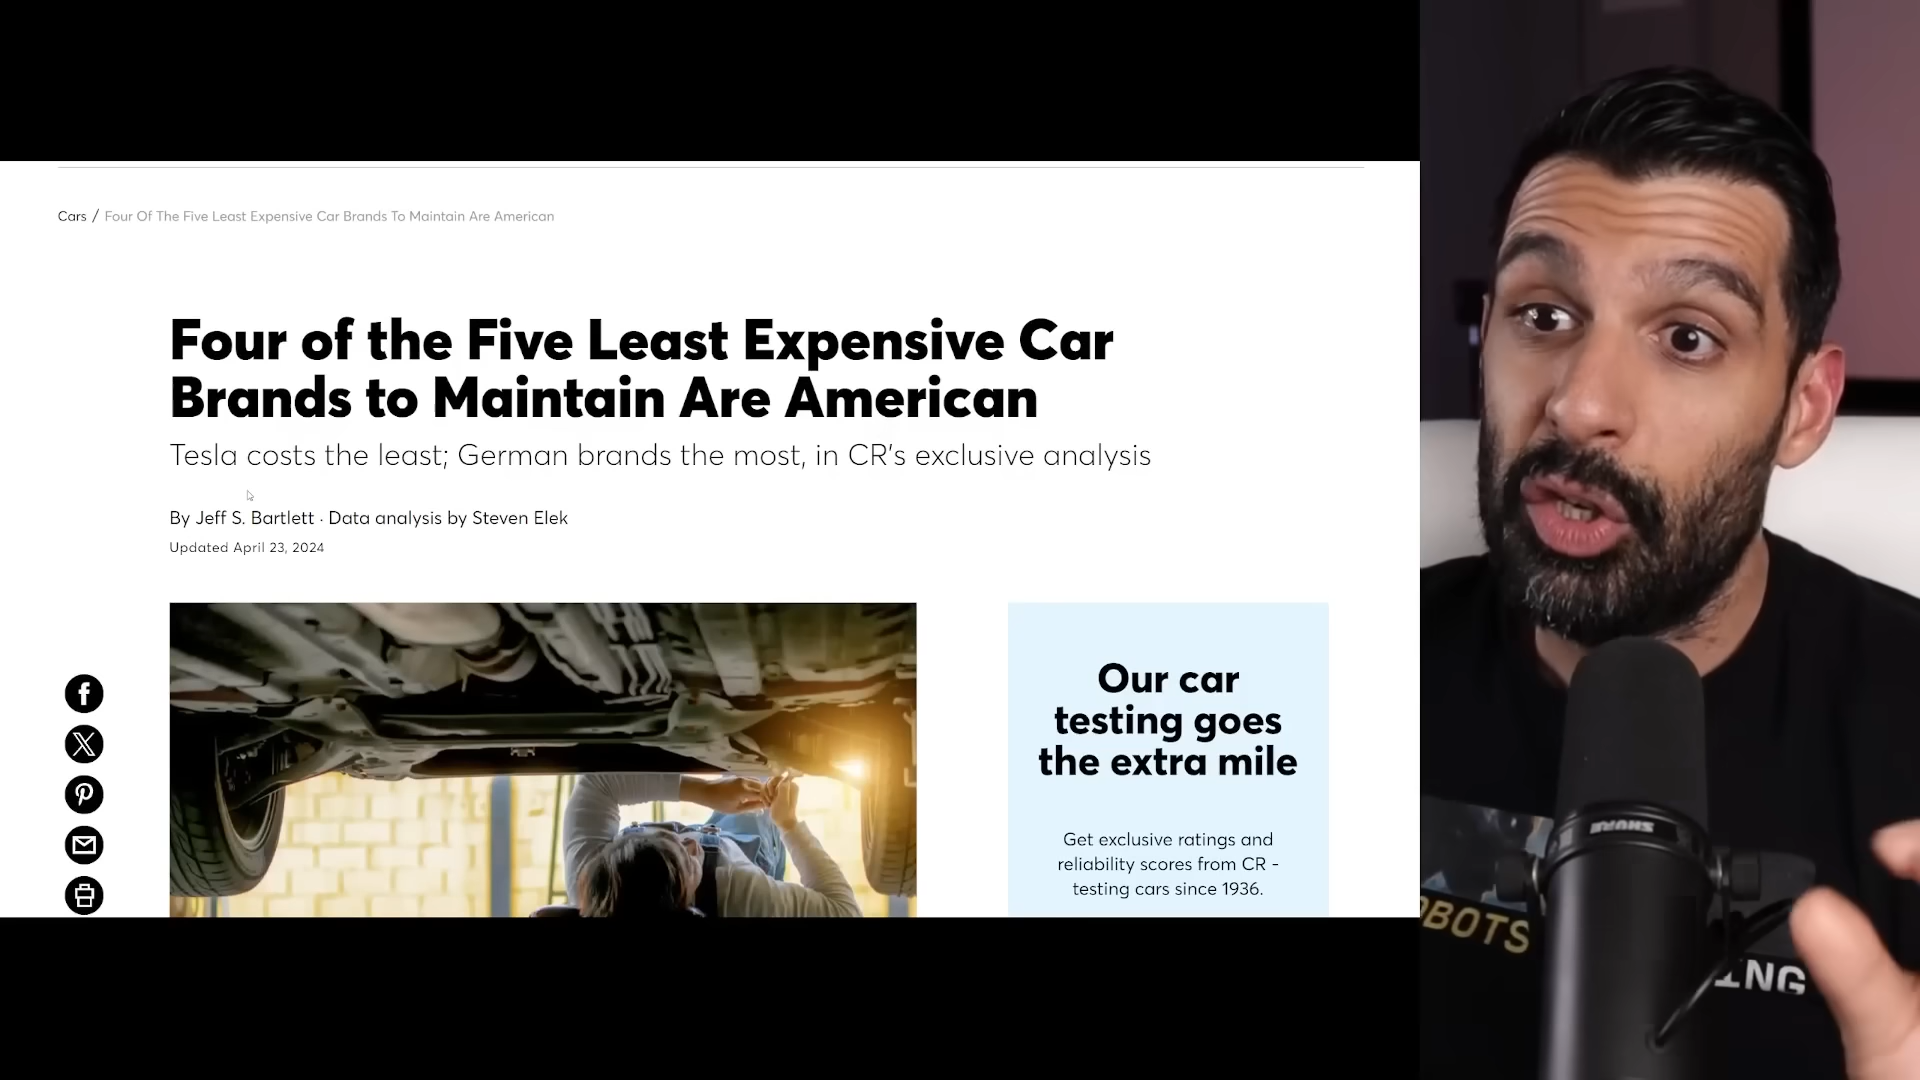 Cars / Four Of The Five Least Expensive Car Brands To Maintain Are American
Four of the Five Least Expensive Car
Brands to Maintain Are American
Tesla costs the least; German brands the most, in CR's exclusive analysis
By Jeff S. Bartlett · Data analysis by Steven Elek
Updated April 23, 2024
Our car
testing goes
the extra mile
Get exclusive ratings and
reliability scores from CR -
testing cars since 1936.
SHURE
OBOTS
ING